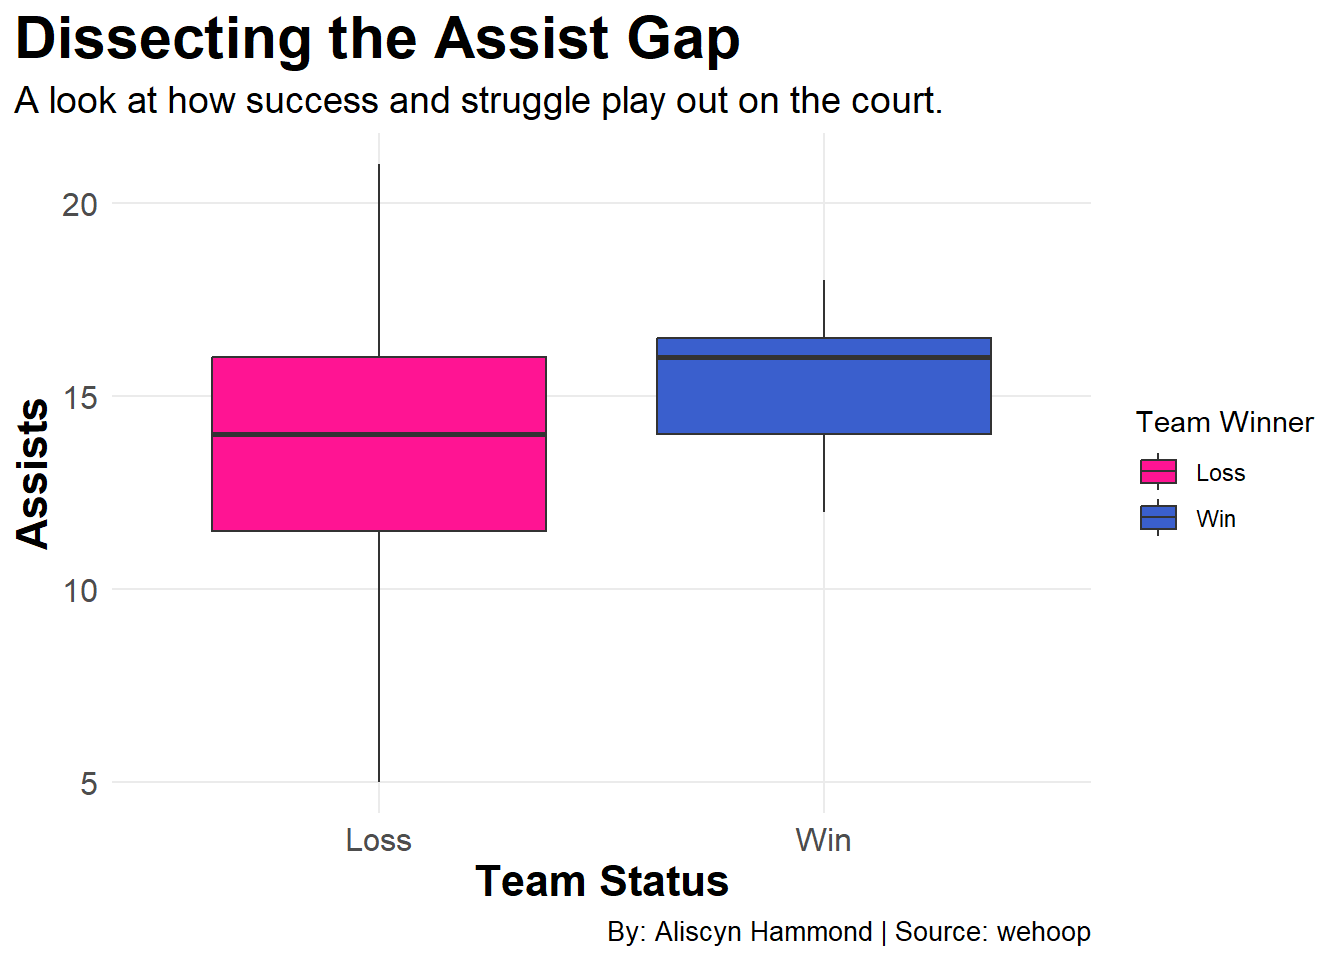 Dissecting the Assist Gap
A look at how success and struggle play out on the court.
Assists
20
15
10
5
Loss
Win
Team Status
Team Winner
Loss
Win
By: Aliscyn Hammond | Source: wehoop